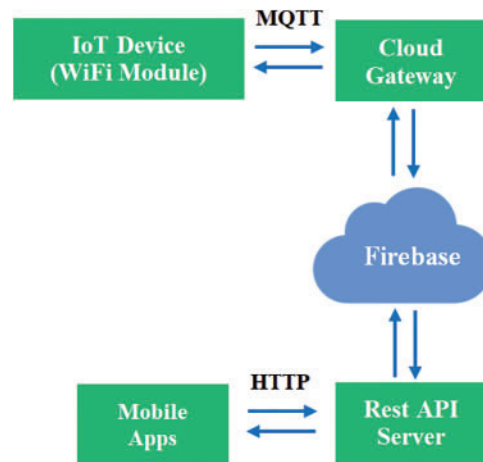 MQTT
IoT Device
(WiFi Module)
Cloud
Gateway
Firebase
HTTP
Mobile
Apps
Rest API
Server